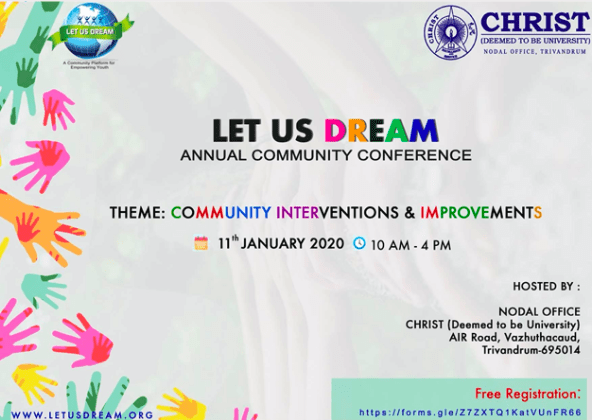 LET US DREAM
A Community Platform for
Empowering Youth
CHRIST
(DEEMED TO BE UNIVERSITY)
NODAL OFFICE, TRIVANDRUM
LET US DREAM
ANNUAL COMMUNITY CONFERENCE
THEME: COMMUNITY INTERVENTIONS & IMPROVEMENTS
11th JANUARY 2020 10 AM - 4 PM
HOSTED BY :
NODAL OFFICE
CHRIST (Deemed to be University)
AIR Road, Vazhuthacaud,
Trivandrum-695014
Free Registration:
https://forms.gle/Z7ZXTQ1KatVUnFR66
WWW.LETUSDREAM.ORG